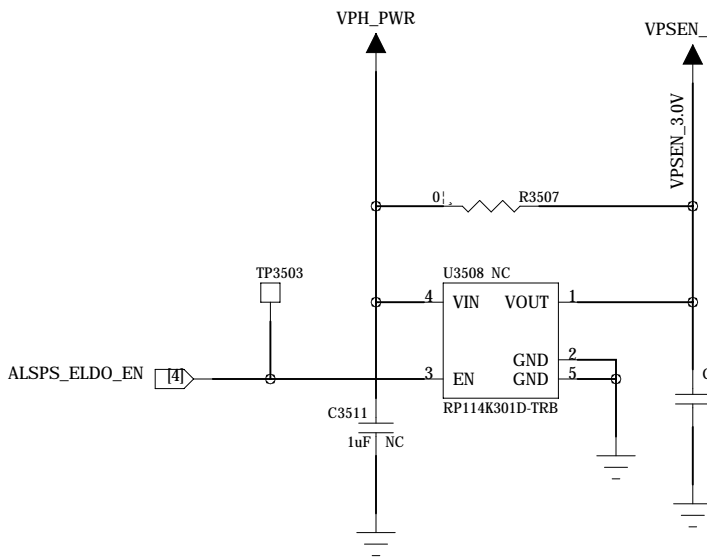 VPH_PWR
VPSEN_
VPSEN_3.0V
0
R3507
TP3503
U3508 NC
4 VIN VOUT 1
ALSPS_ELDO_EN [4]
GND 2
3 EN GND 5
RP114K301D-TRB
C3511
1uF NC
C